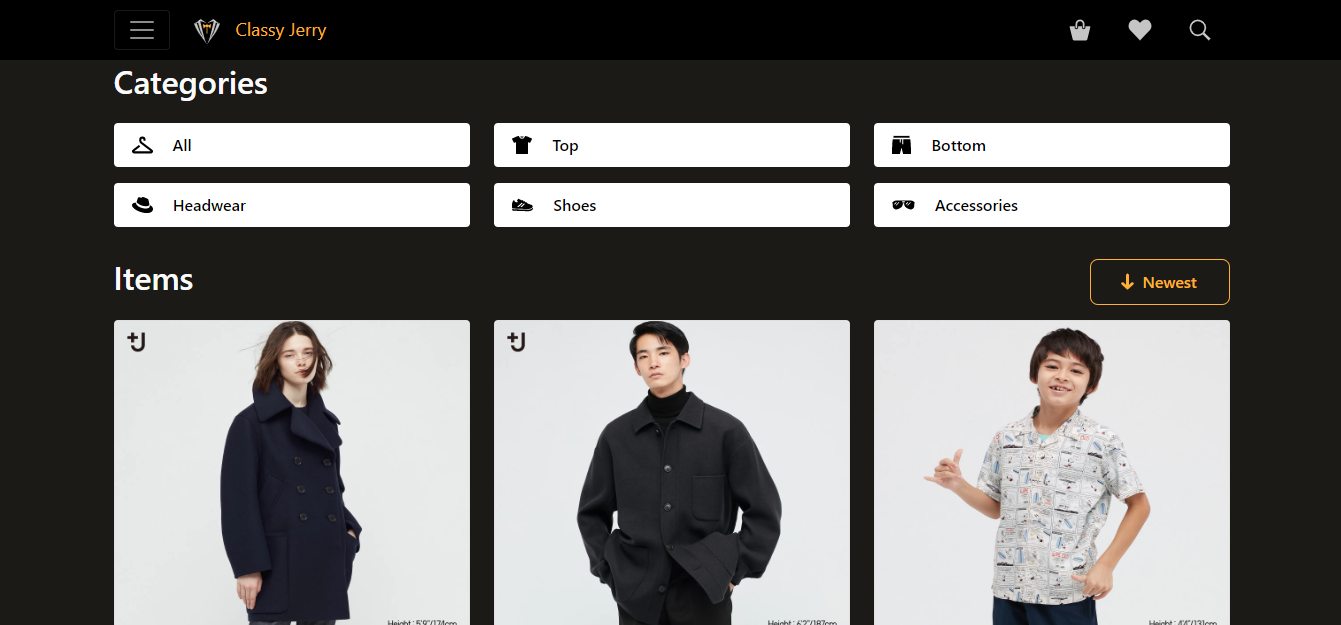 Classy Jerry
Categories
All
Top
Bottom
Headwear
Shoes
Accessories
Items
Newest
+J
+J
Height : 5'9"/174cm
Height : 6'2"/187cm
Height : 4'4"/131cm